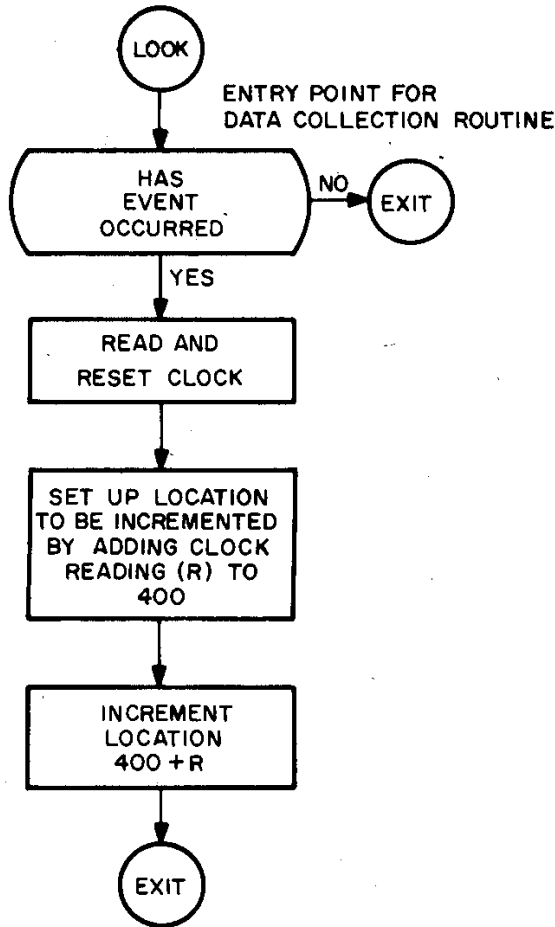 LOOK
ENTRY POINT FOR
DATA COLLECTION ROUTINE
HAS
EVENT
OCCURRED
NO
EXIT
YES
READ AND
RESET CLOCK
SET UP LOCATION
TO BE INCREMENTED
BY ADDING CLOCK
READING (R) TO
400
INCREMENT
LOCATION
400 + R
EXIT